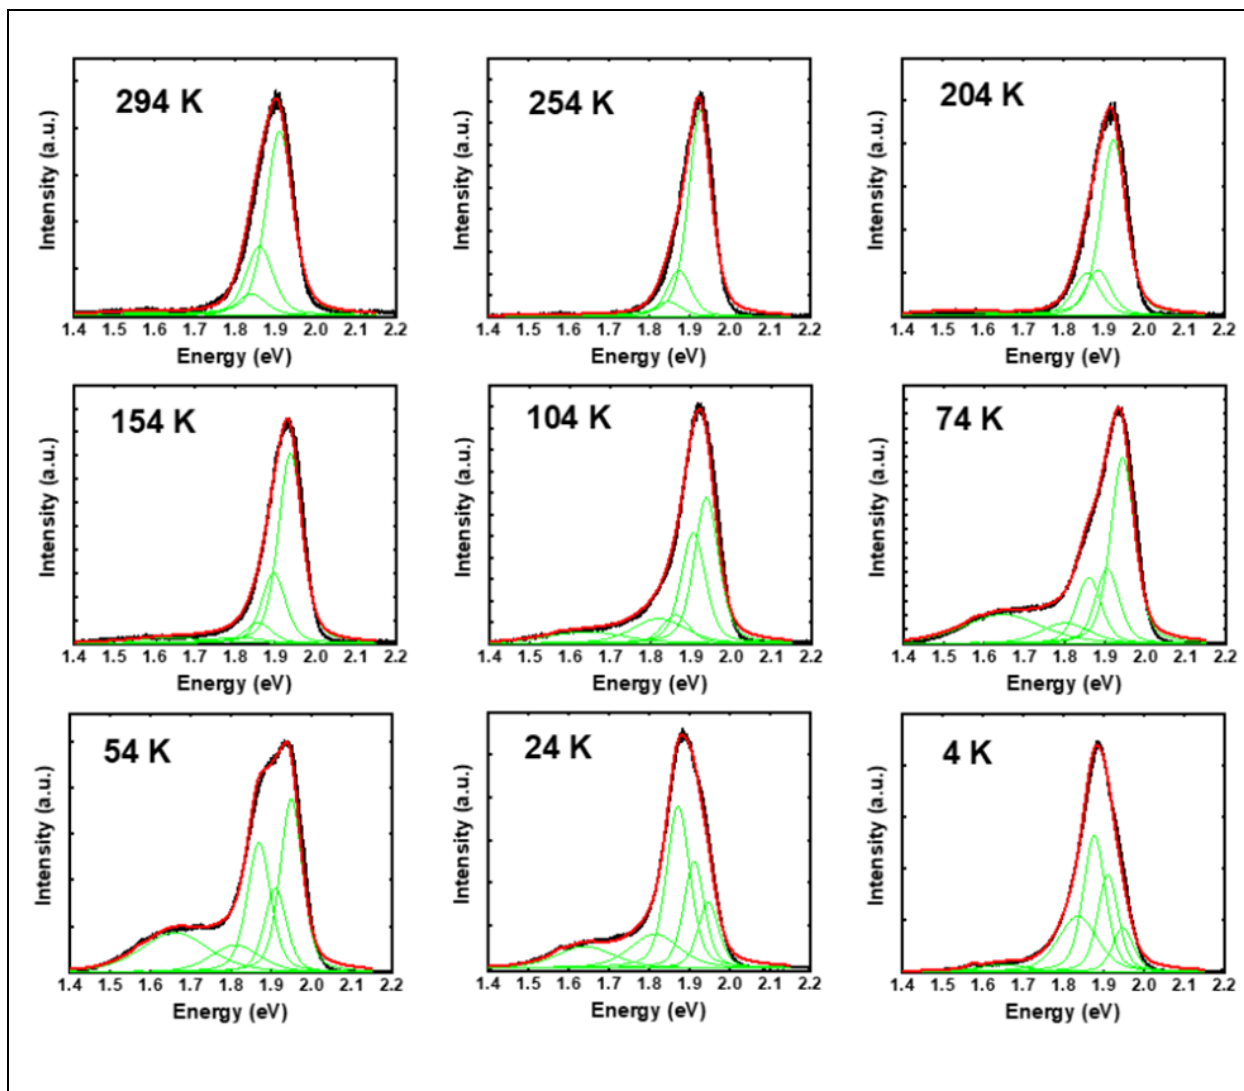 294 K
Intensity (a.u.)
1.4 1.5 1.6 1.7 1.8 1.9 2.0 2.1 2.2
Energy (eV)
254 K
Intensity (a.u.)
1.4 1.5 1.6 1.7 1.8 1.9 2.0 2.1 2.2
Energy (eV)
204 K
Intensity (a.u.)
1.4 1.5 1.6 1.7 1.8 1.9 2.0 2.1 2.2
Energy (eV)
154 K
Intensity (a.u.)
1.4 1.5 1.6 1.7 1.8 1.9 2.0 2.1 2.2
Energy (eV)
104 K
Intensity (a.u.)
1.4 1.5 1.6 1.7 1.8 1.9 2.0 2.1 2.2
Energy (eV)
74 K
Intensity (a.u.)
1.4 1.5 1.6 1.7 1.8 1.9 2.0 2.1 2.2
Energy (eV)
54 K
Intensity (a.u.)
1.4 1.5 1.6 1.7 1.8 1.9 2.0 2.1 2.2
Energy (eV)
24 K
Intensity (a.u.)
1.4 1.5 1.6 1.7 1.8 1.9 2.0 2.1 2.2
Energy (eV)
4 K
Intensity (a.u.)
1.4 1.5 1.6 1.7 1.8 1.9 2.0 2.1 2.2
Energy (eV)